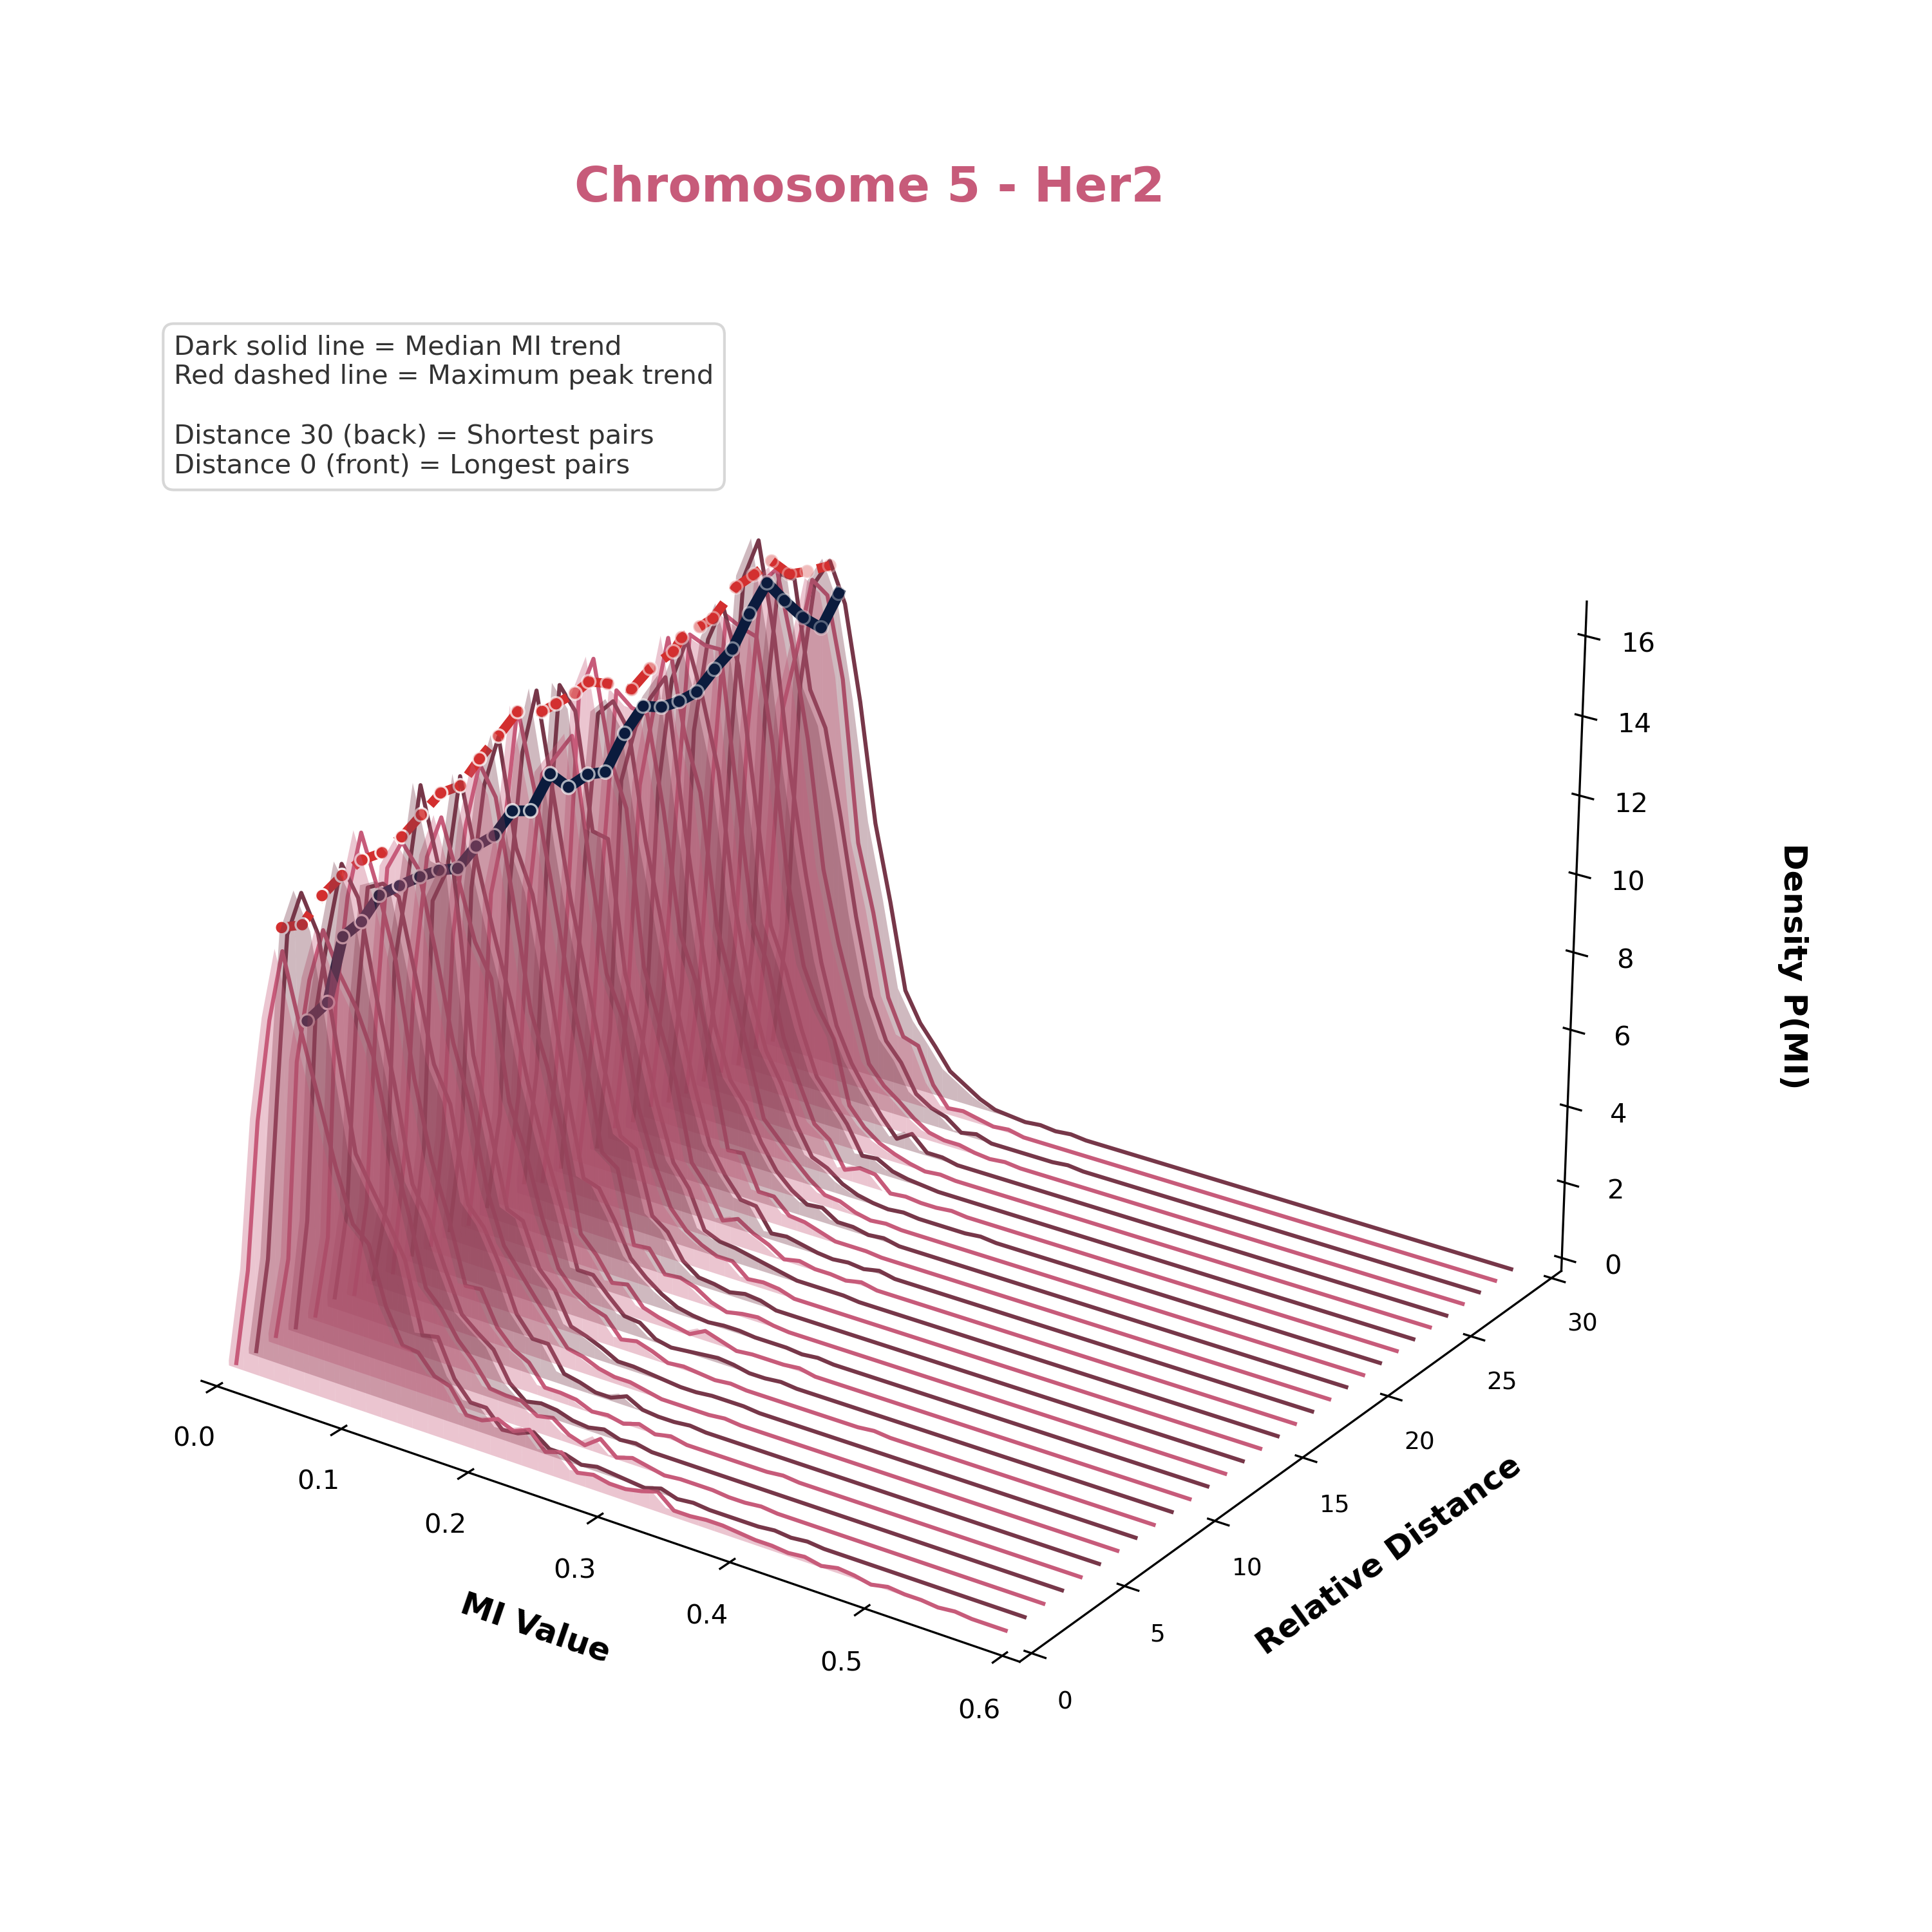 Chromosome 5 - Her2
Dark solid line = Median MI trend
Red dashed line = Maximum peak trend
Distance 30 (back) = Shortest pairs
Distance 0 (front) = Longest pairs
16
14
12
10
8
6
4
2
0
Density P(MI)
0.0
0.1
0.2
0.3
0.4
0.5
0.6
MI Value
0
5
10
15
20
25
30
Relative Distance